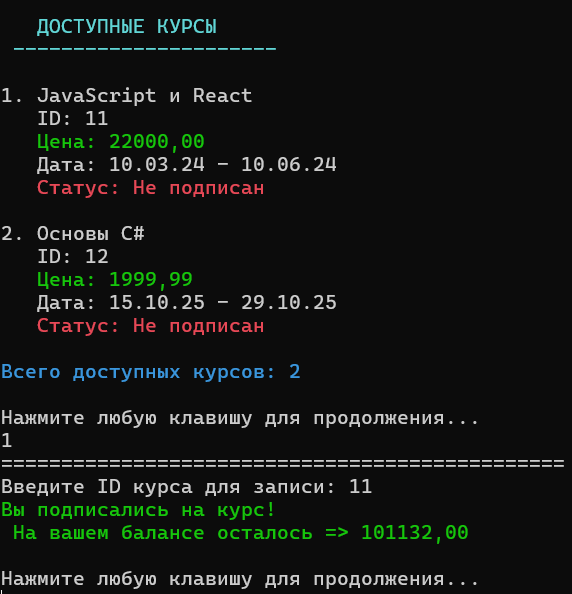 ДОСТУПНЫЕ КУРСЫ
----------------------
1. JavaScript и React
ID: 11
Цена: 22000,00
Дата: 10.03.24 - 10.06.24
Статус: Не подписан
2. Основы C#
ID: 12
Цена: 1999,99
Дата: 15.10.25 - 29.10.25
Статус: Не подписан
Всего доступных курсов: 2
Нажмите любую клавишу для продолжения...
1
===============================================
Введите ID курса для записи: 11
Вы подписались на курс!
На вашем балансе осталось => 101132,00
Нажмите любую клавишу для продолжения...